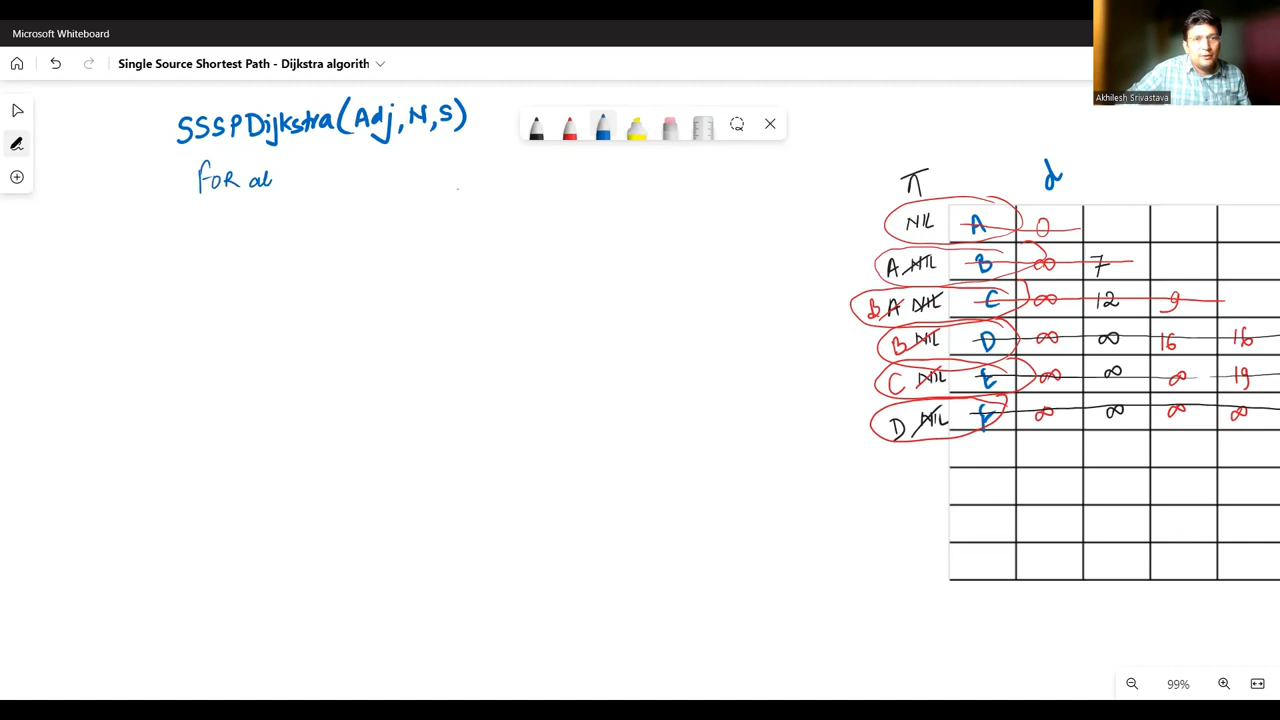 Microsoft Whiteboard
Single Source Shortest Path - Dijkstra algorith
Akhilesh Srivastava
SSSPDijkstra(Adj,N,S)
FOR al
π d
NIL A 0
A NIL B ∞ 7
B A NIL C ∞ 12 9
B NIL D ∞ ∞ 16 16
C NIL E ∞ ∞ ∞ 19
D NIL F ∞ ∞ ∞ ∞
99%